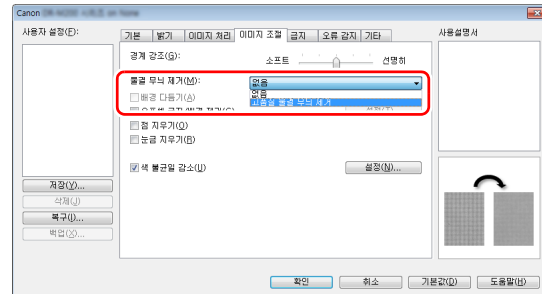 Canon on None
사용자 설정(F):
기본 밝기 이미지 처리 이미지 조절 급지 오류 감지 기타
사용설명서
경계 강조(G): 소프트 선명히
물결 무늬 제거(M): 없음
없음
배경 다듬기(A)
고품질 물결 무늬 제거
점 지우기(O)
눈금 지우기(R)
색 불균일 감소(U) 설정(N)...
저장(V)...
삭제(J)
복구(I)...
백업(X)...
확인 취소 기본값(D) 도움말(H)